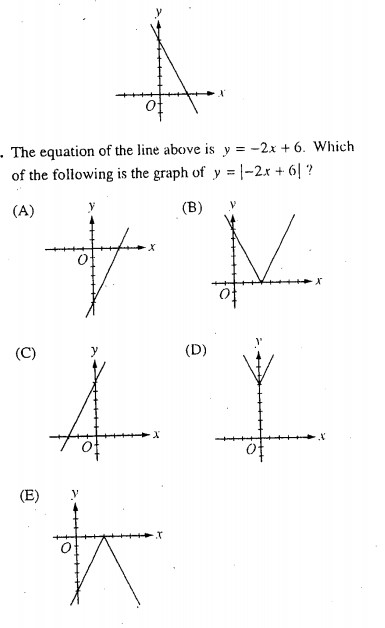 y
x
O
. The equation of the line above is y = −2x + 6. Which
of the following is the graph of y = |−2x + 6| ?
(A)
y
x
O
(B)
y
x
O
(C)
y
x
O
(D)
y
x
O
(E)
y
x
O